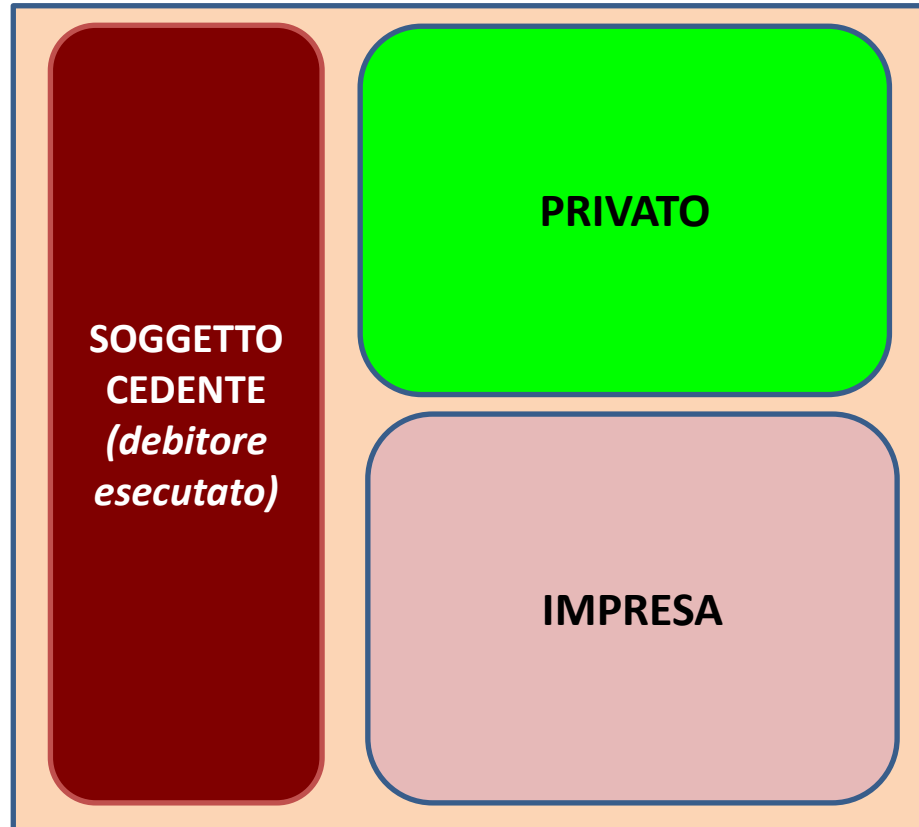 SOGGETTO
CEDENTE
(debitore
esecutato)
PRIVATO
IMPRESA